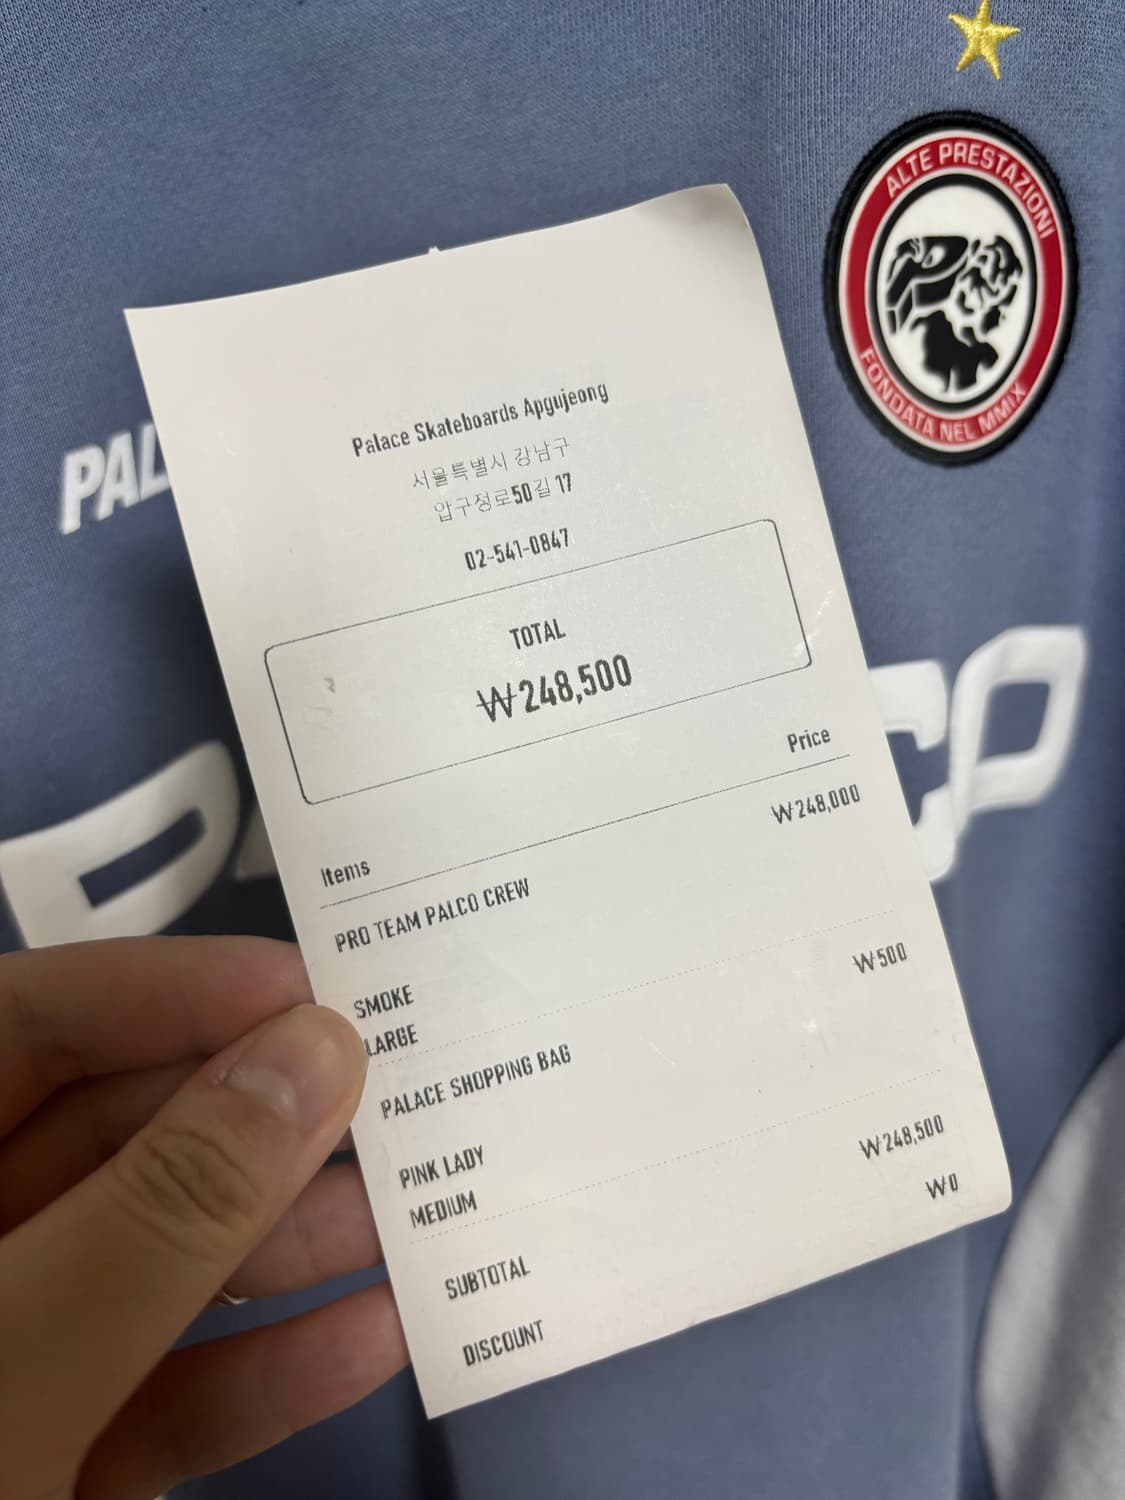 ALTE PRESTAZIONI
FONDATA NEL MMIX
PAL
Palace Skateboards Apgujeong
서울특별시 강남구
압구정로50길 17
02-541-0847
TOTAL
₩248,500
Items Price
PRO TEAM PALCO CREW ₩248,000
SMOKE
LARGE
PALACE SHOPPING BAG ₩500
PINK LADY
MEDIUM
SUBTOTAL ₩248,500
DISCOUNT ₩0
P
CO